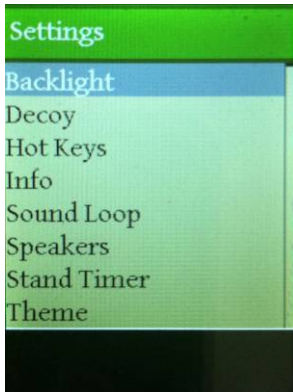 Settings
Backlight
Decoy
Hot Keys
Info
Sound Loop
Speakers
Stand Timer
Theme